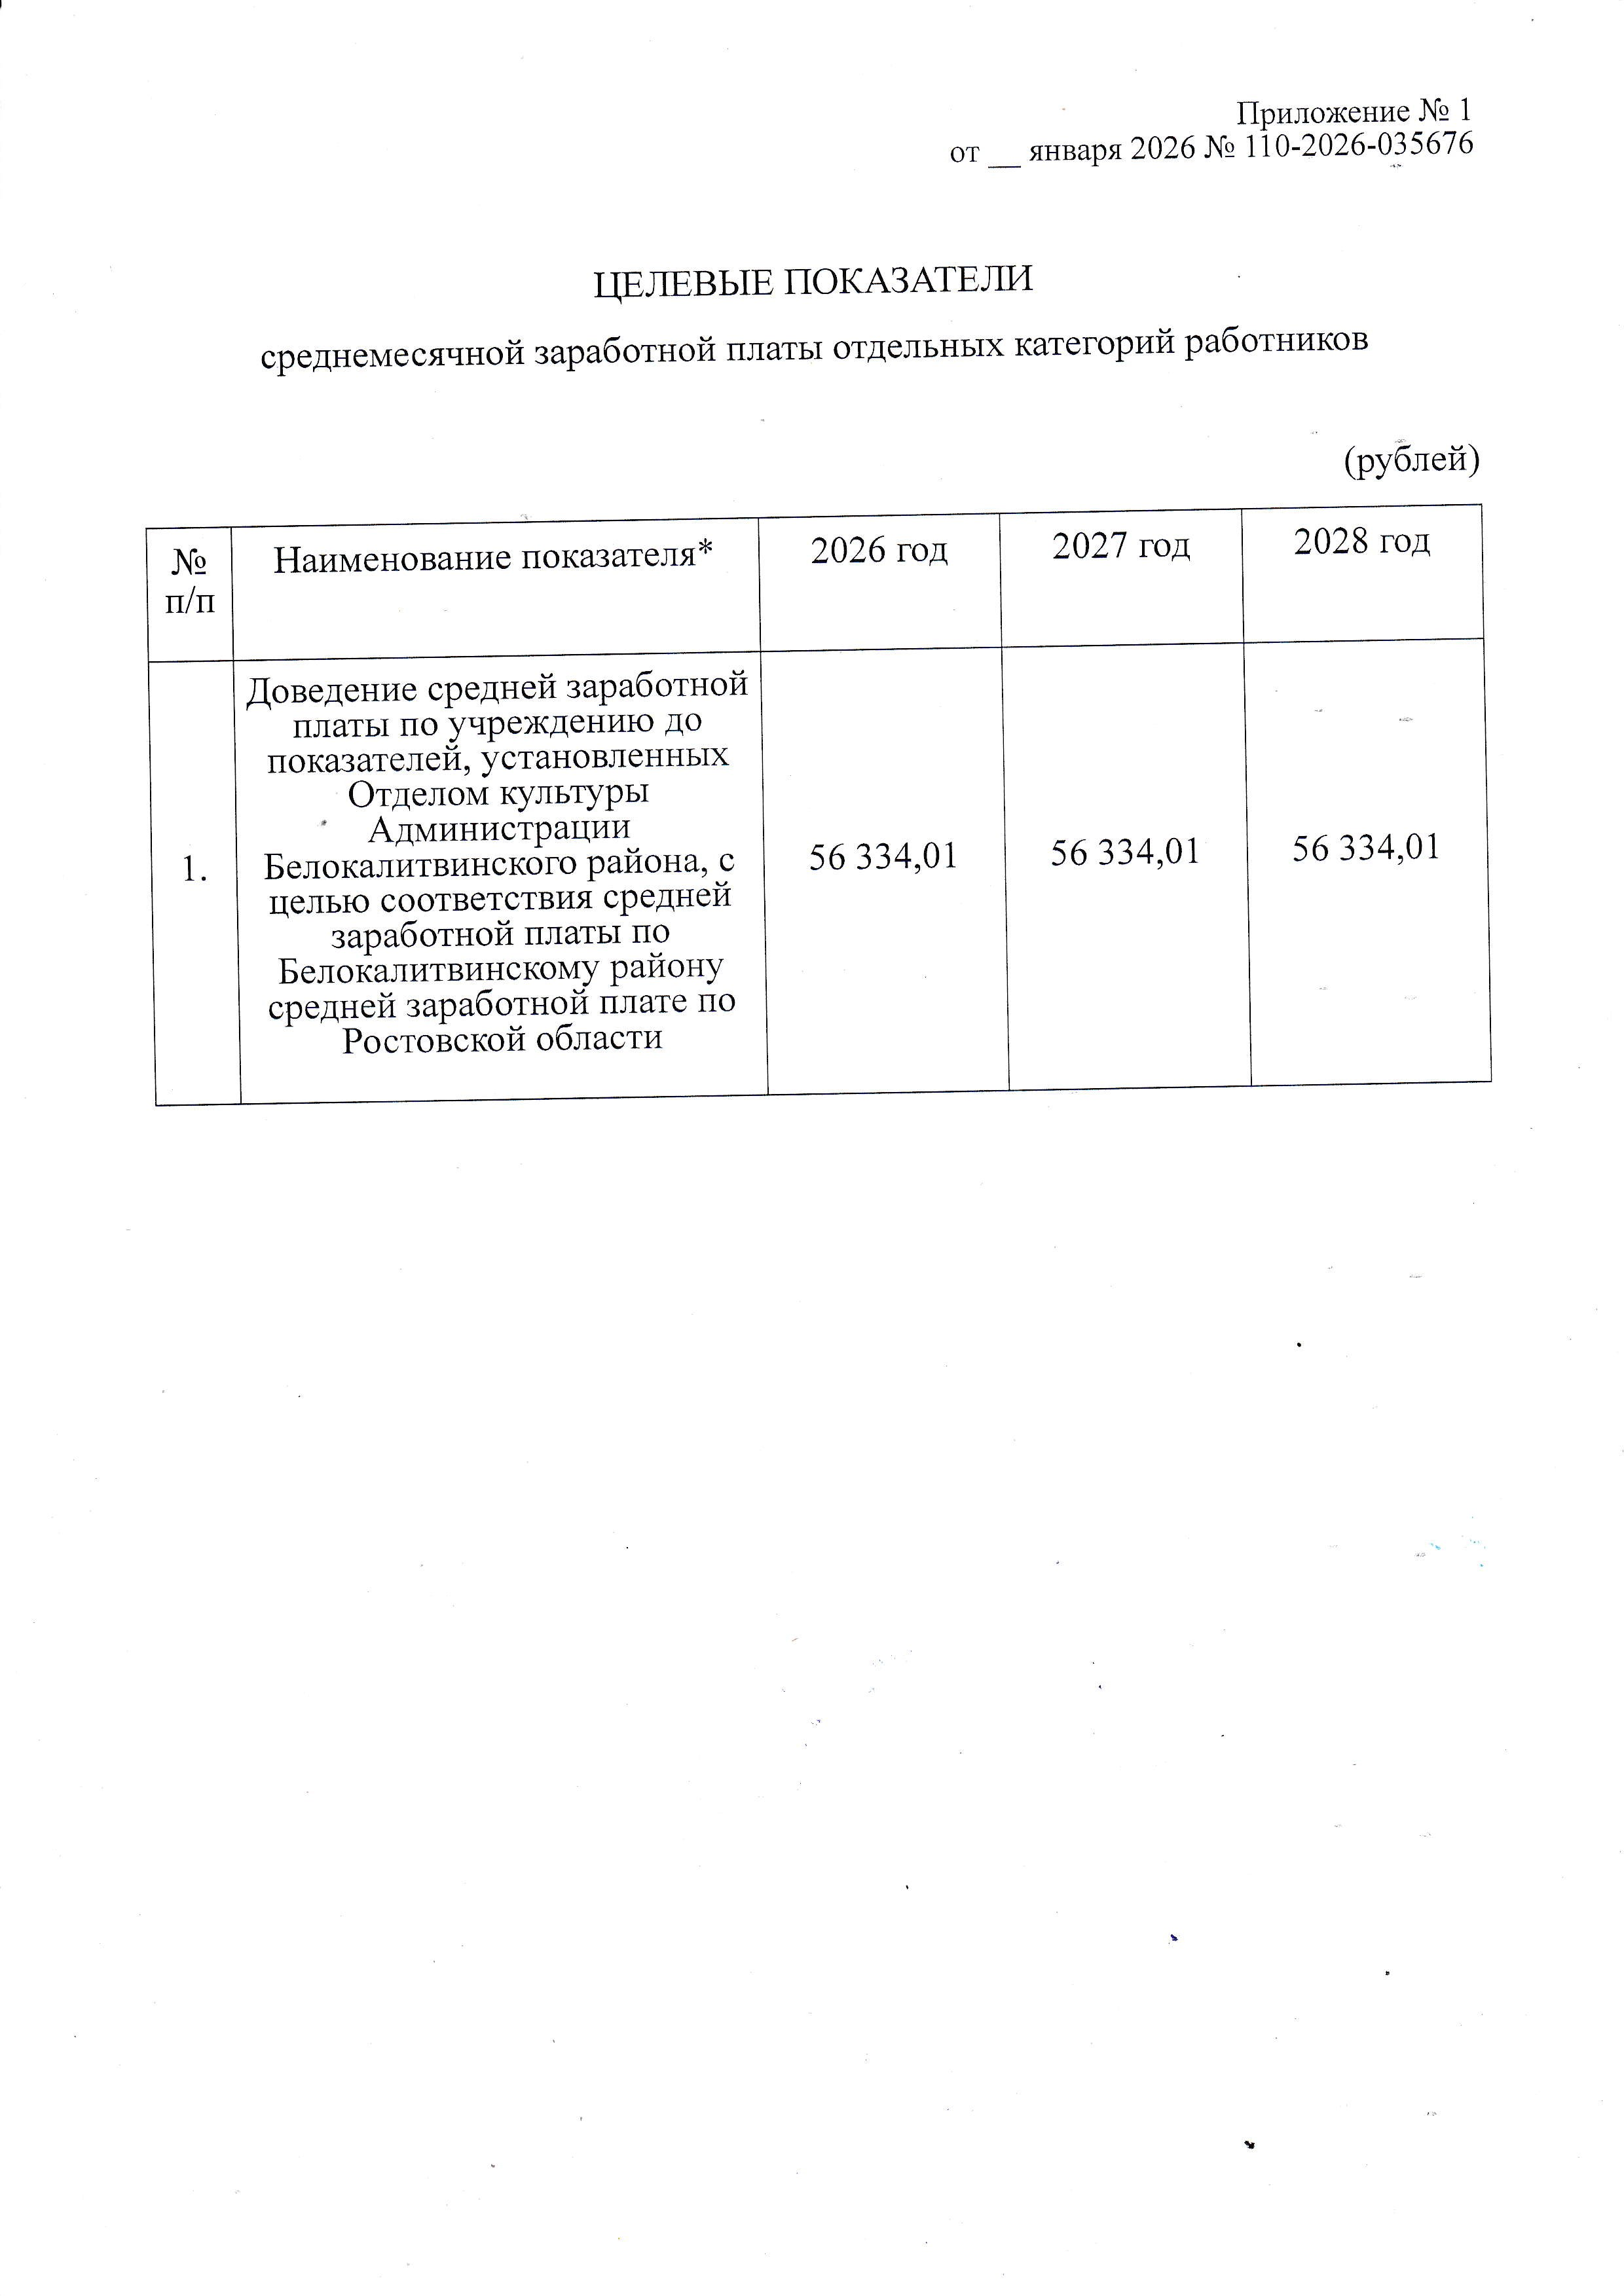 Приложение № 1
от __ января 2026 № 110-2026-035676
ЦЕЛЕВЫЕ ПОКАЗАТЕЛИ
среднемесячной заработной платы отдельных категорий работников
(рублей)
№ п/п
Наименование показателя*
2026 год
2027 год
2028 год
1.
Доведение средней заработной
платы по учреждению до
показателей, установленных
Отделом культуры
Администрации
Белокалитвинского района, с
целью соответствия средней
заработной платы по
Белокалитвинскому району
средней заработной плате по
Ростовской области
56 334,01
56 334,01
56 334,01